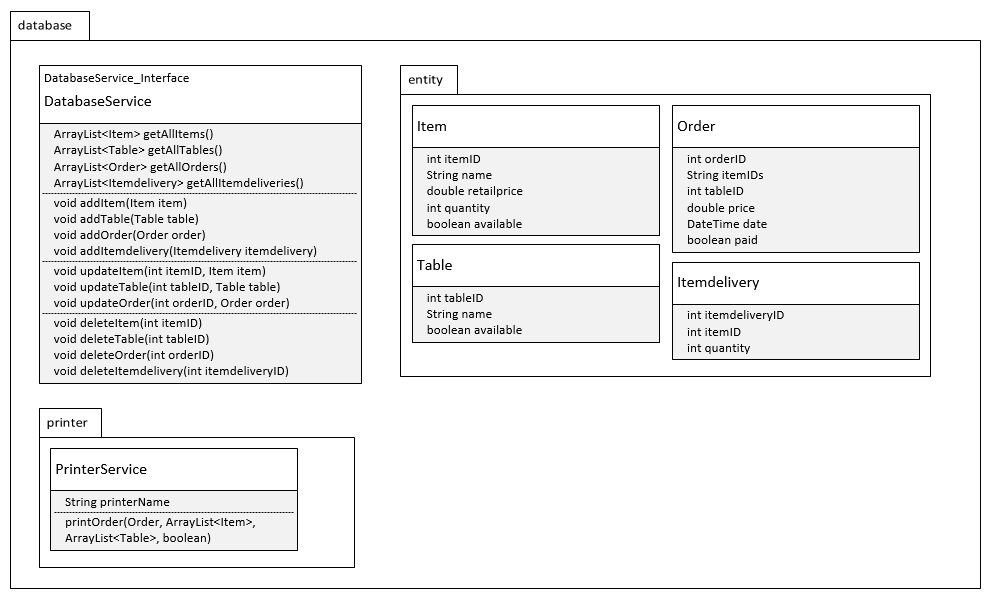 database
DatabaseService_Interface
DatabaseService
ArrayList<Item> getAllItems()
ArrayList<Table> getAllTables()
ArrayList<Order> getAllOrders()
ArrayList<Itemdelivery> getAllItemdeliveries()
void addItem(Item item)
void addTable(Table table)
void addOrder(Order order)
void addItemdelivery(Itemdelivery itemdelivery)
void updateItem(int itemID, Item item)
void updateTable(int tableID, Table table)
void updateOrder(int orderID, Order order)
void deleteItem(int itemID)
void deleteTable(int tableID)
void deleteOrder(int orderID)
void deleteItemdelivery(int itemdeliveryID)
entity
Item
int itemID
String name
double retailprice
int quantity
boolean available
Order
int orderID
String itemIDs
int tableID
double price
DateTime date
boolean paid
Table
int tableID
String name
boolean available
Itemdelivery
int itemdeliveryID
int itemID
int quantity
printer
PrinterService
String printerName
printOrder(Order, ArrayList<Item>,
ArrayList<Table>, boolean)